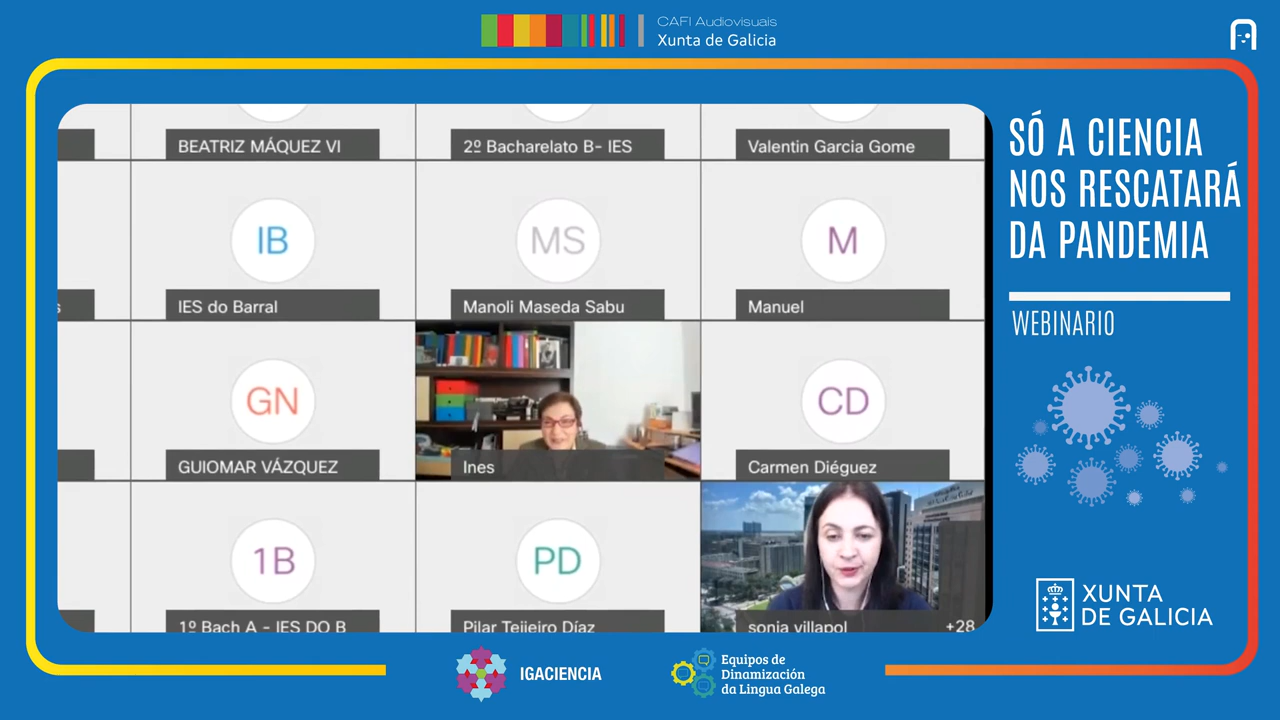 CAFI Audiovisuais
Xunta de Galicia
BEATRIZ MÁQUEZ VI
2º Bacharelato B- IES
Valentin Garcia Gome
IB
MS
M
s
IES do Barral
Manoli Maseda Sabu
Manuel
GN
CD
GUIOMAR VÁZQUEZ
Ines
Carmen Diéguez
1B
PD
1º Bach A - IES DO B
Pilar Teijeiro Díaz
sonia villapol
+28
SÓ A CIENCIA
NOS RESCATARÁ
DA PANDEMIA
WEBINARIO
XUNTA
DE GALICIA
IGACIENCIA
Equipos de
Dinamización
da Lingua Galega